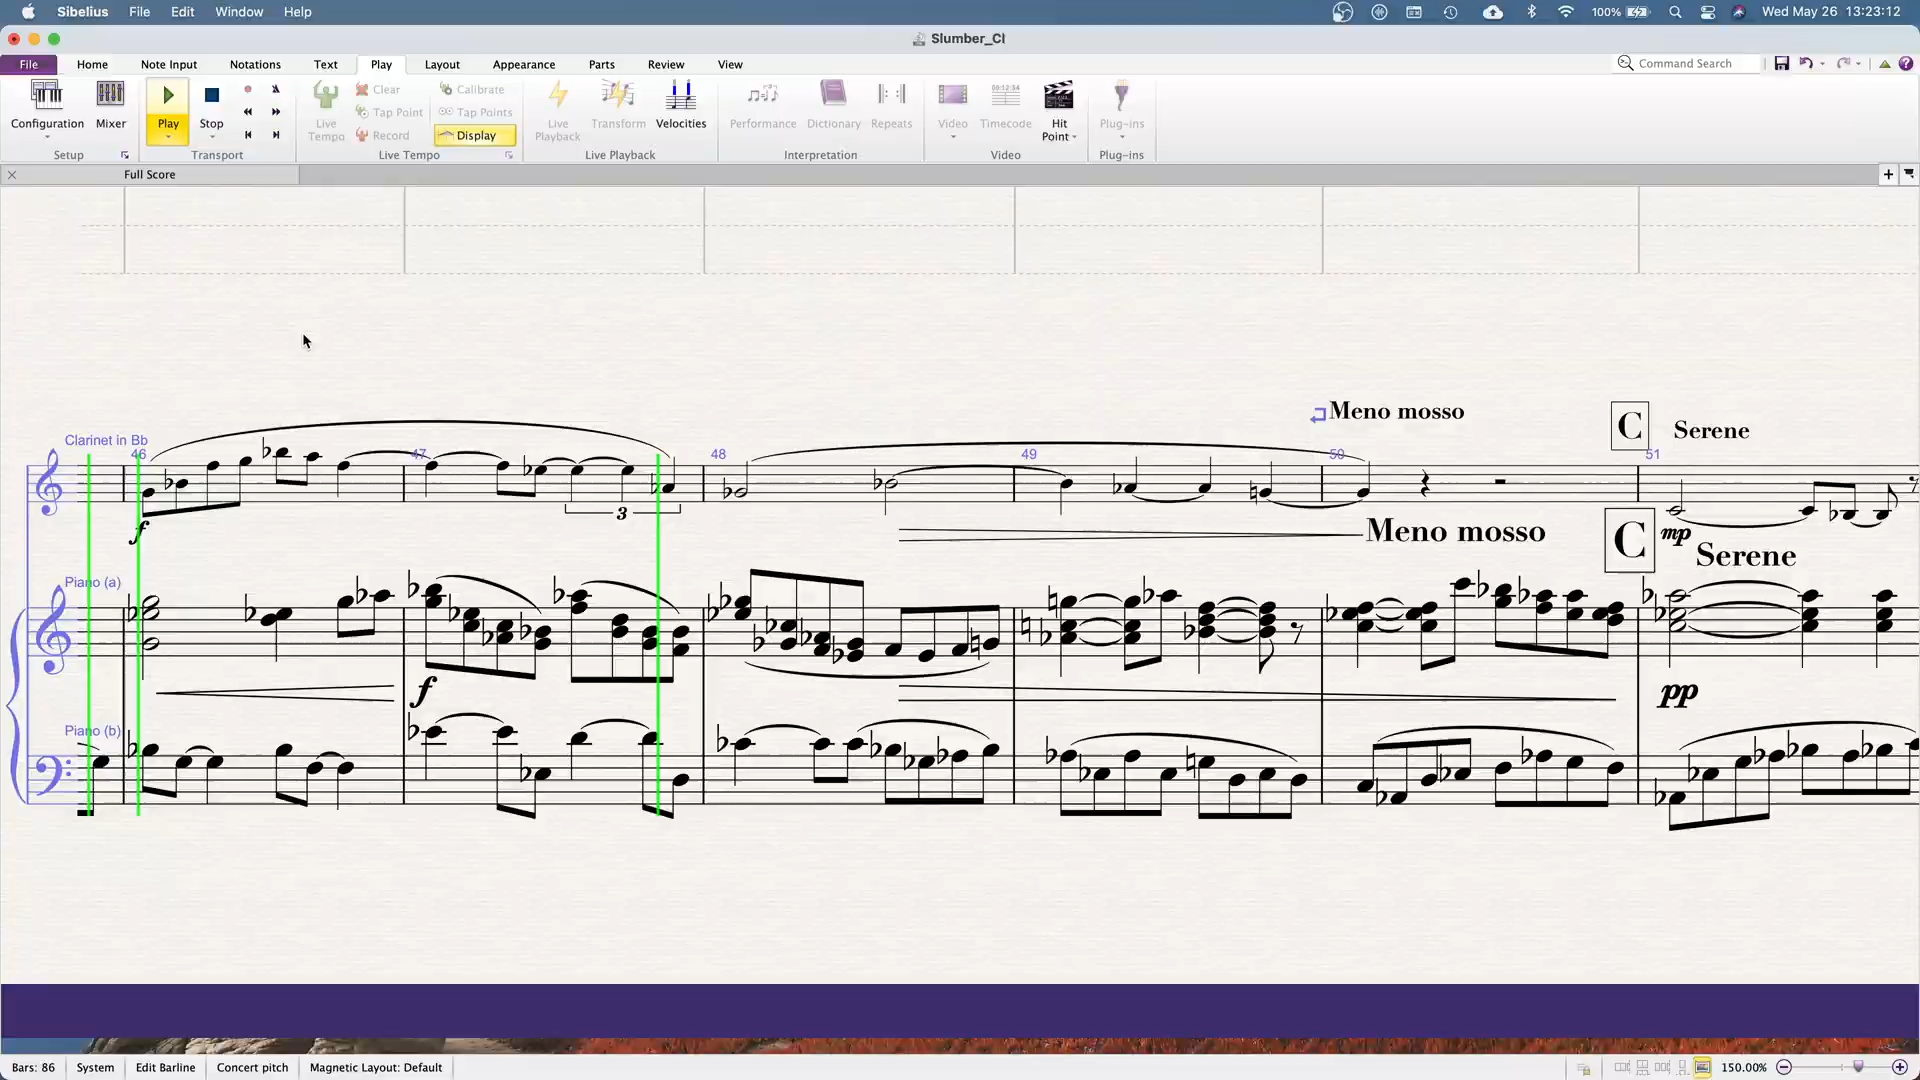 Sibelius File Edit Window Help 100% Wed May 26 13:23:12
Slumber_Cl
File Home Note Input Notations Text Play Layout Appearance Parts Review View Command Search
Configuration Mixer Play Stop Live Tempo Clear Tap Point Record Calibrate Tap Points Display Live Playback Transform Velocities Performance Dictionary Repeats Video Timecode Hit Point Plug-ins
Setup Transport Live Tempo Live Playback Interpretation Video Plug-ins
Full Score
Meno mosso
C Serene
Clarinet in Bb
46 47 48 49 50 51
3
f
Meno mosso C mp
Serene
Piano (a)
f pp
Piano (b)
Bars: 86 System Edit Barline Concert pitch Magnetic Layout: Default 150.00%